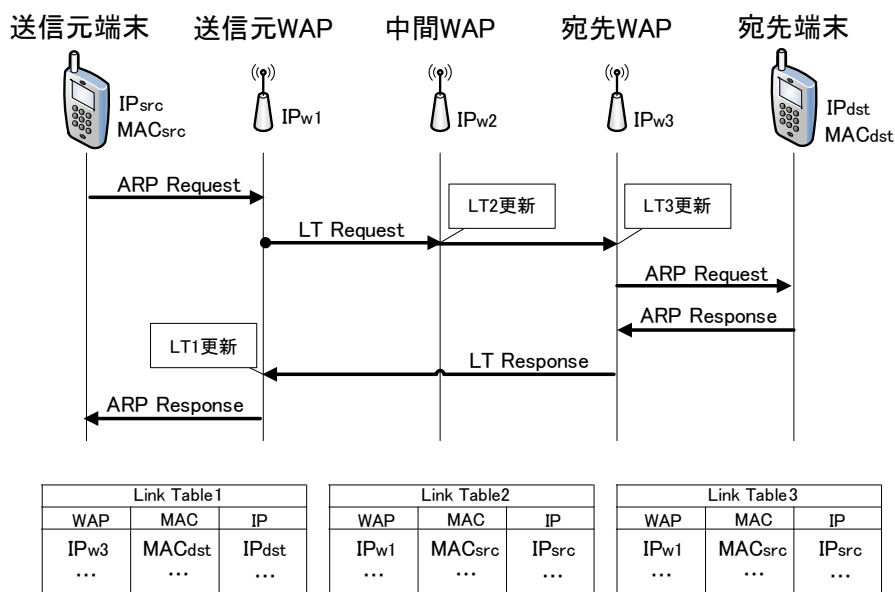 送信元端末 送信元WAP 中間WAP 宛先WAP 宛先端末
IPsrc
MACsrc
IPw1
IPw2
IPw3
IPdst
MACdst
ARP Request
LT2更新
LT3更新
LT Request
ARP Request
ARP Response
LT1更新
LT Response
ARP Response
Link Table1
WAP MAC IP
IPw3 MACdst IPdst
… … …
Link Table2
WAP MAC IP
IPw1 MACsrc IPsrc
… … …
Link Table3
WAP MAC IP
IPw1 MACsrc IPsrc
… … …